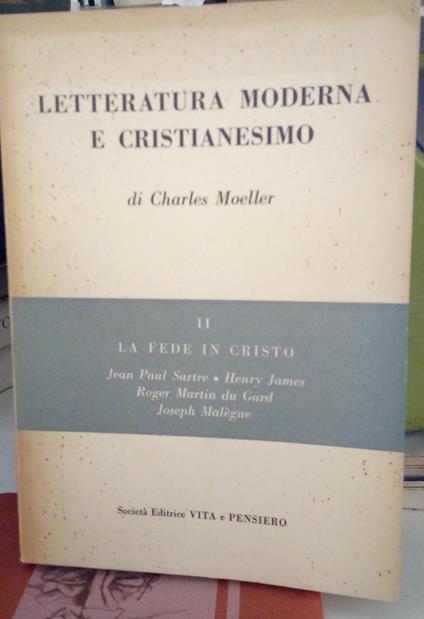 LETTERATURA MODERNA
E CRISTIANESIMO
di Charles Moeller
II
LA FEDE IN CRISTO
Jean Paul Sartre • Henry James
Roger Martin du Gard
Joseph Malègue
Società Editrice VITA e PENSIERO